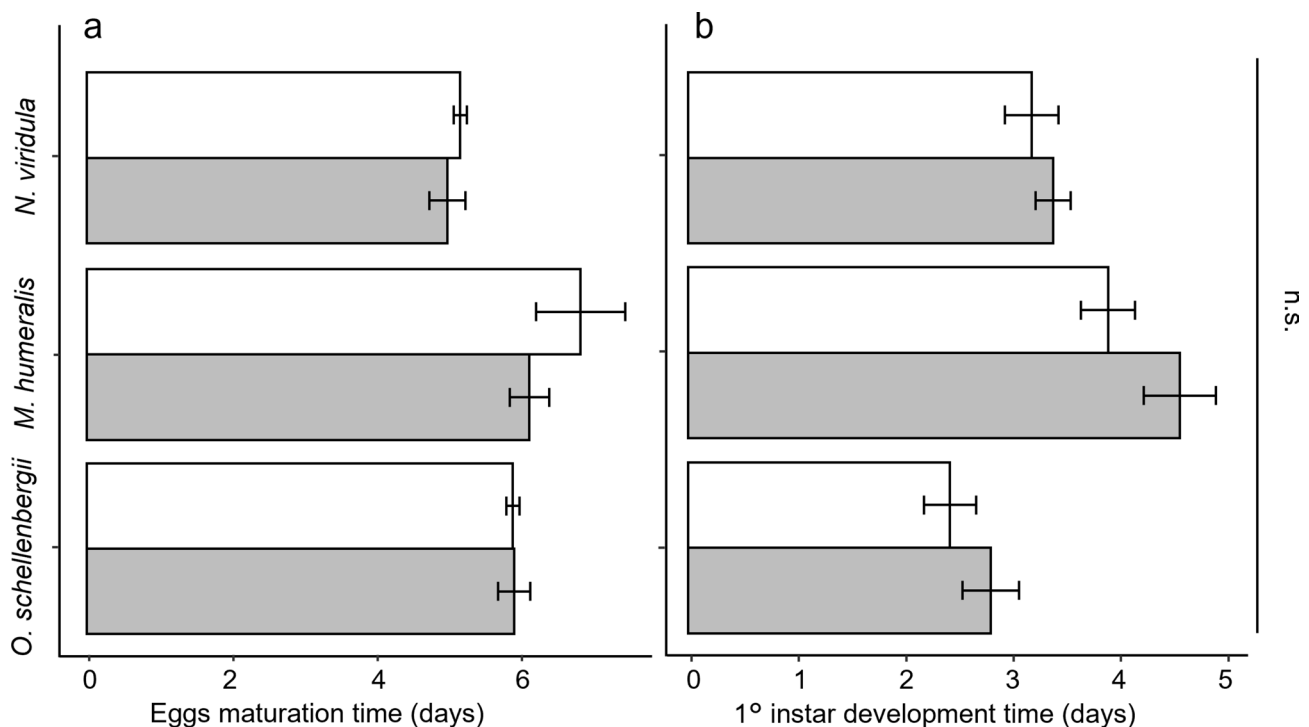 a
b
N. viridula
M. humeralis
O. schellenbergii
n.s.
0 2 4 6
0 1 2 3 4 5
Eggs maturation time (days)
1° instar development time (days)